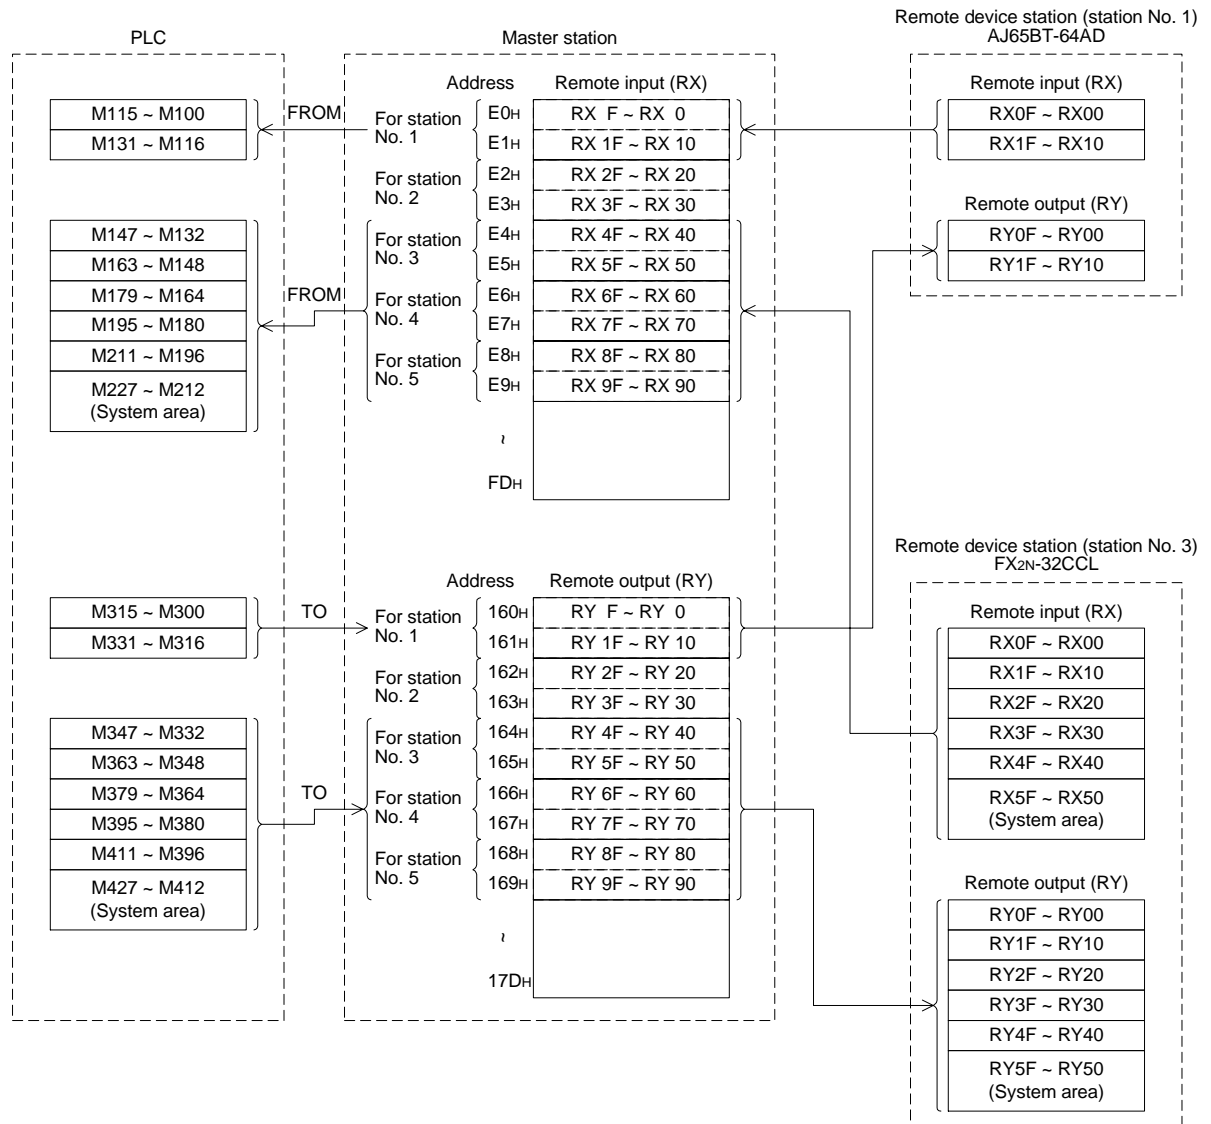 PLC
M115 ~ M100
M131 ~ M116
M147 ~ M132
M163 ~ M148
M179 ~ M164
M195 ~ M180
M211 ~ M196
M227 ~ M212
(System area)
M315 ~ M300
M331 ~ M316
M347 ~ M332
M363 ~ M348
M379 ~ M364
M395 ~ M380
M411 ~ M396
M427 ~ M412
(System area)
FROM
FROM
TO
TO
Master station
Address Remote input (RX)
For station
No. 1
E0H RX F ~ RX 0
E1H RX 1F ~ RX 10
For station
No. 2
E2H RX 2F ~ RX 20
E3H RX 3F ~ RX 30
For station
No. 3
E4H RX 4F ~ RX 40
E5H RX 5F ~ RX 50
For station
No. 4
E6H RX 6F ~ RX 60
E7H RX 7F ~ RX 70
For station
No. 5
E8H RX 8F ~ RX 80
E9H RX 9F ~ RX 90
~
FDH
Address Remote output (RY)
For station
No. 1
160H RY F ~ RY 0
161H RY 1F ~ RY 10
For station
No. 2
162H RY 2F ~ RY 20
163H RY 3F ~ RY 30
For station
No. 3
164H RY 4F ~ RY 40
165H RY 5F ~ RY 50
For station
No. 4
166H RY 6F ~ RY 60
167H RY 7F ~ RY 70
For station
No. 5
168H RY 8F ~ RY 80
169H RY 9F ~ RY 90
~
17DH
Remote device station (station No. 1)
AJ65BT-64AD
Remote input (RX)
RX0F ~ RX00
RX1F ~ RX10
Remote output (RY)
RY0F ~ RY00
RY1F ~ RY10
Remote device station (station No. 3)
FX2N-32CCL
Remote input (RX)
RX0F ~ RX00
RX1F ~ RX10
RX2F ~ RX20
RX3F ~ RX30
RX4F ~ RX40
RX5F ~ RX50
(System area)
Remote output (RY)
RY0F ~ RY00
RY1F ~ RY10
RY2F ~ RY20
RY3F ~ RY30
RY4F ~ RY40
RY5F ~ RY50
(System area)